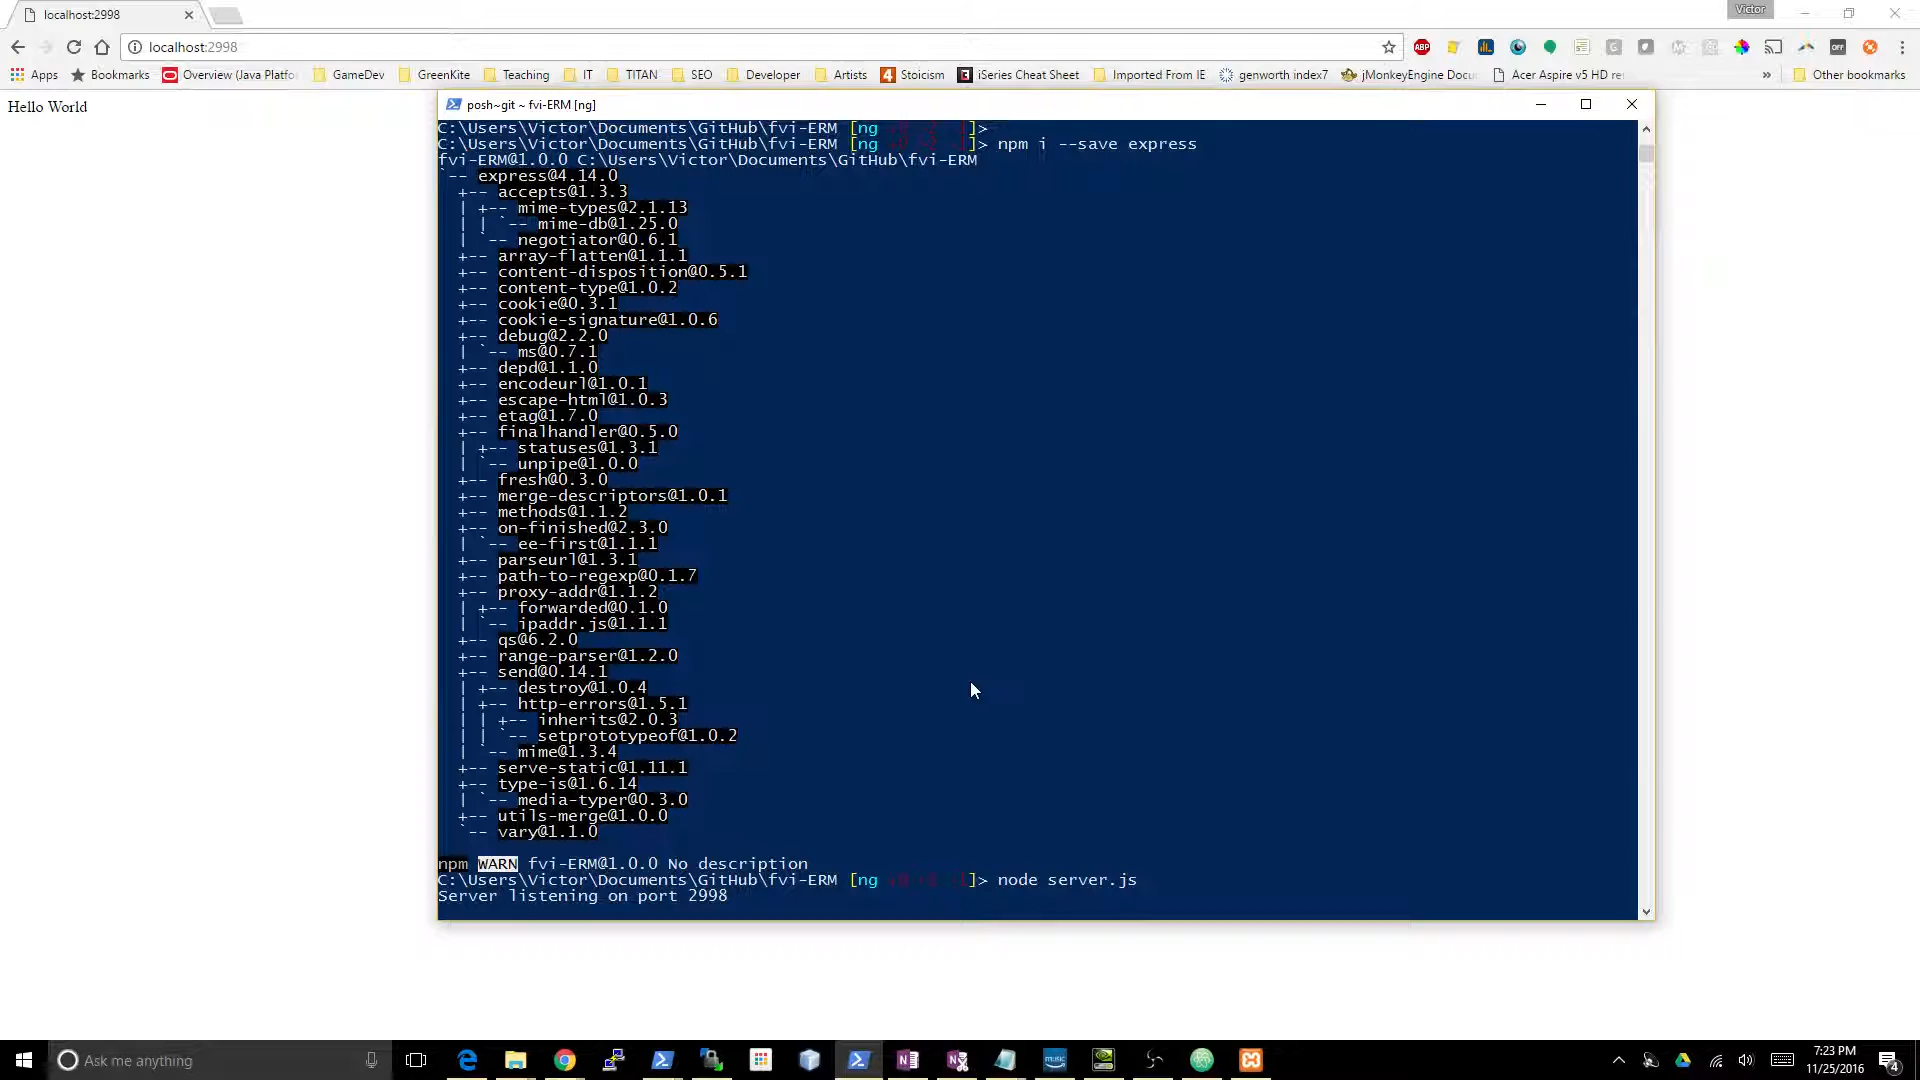 localhost:2998
Victor
localhost:2998
ABP
OFF
Apps
Bookmarks
Overview (Java Platfo
GameDev
GreenKite
Teaching
IT
TITAN
SEO
Developer
Artists
4 Stoicism
iSeries Cheat Sheet
Imported From IE
genworth index7
jMonkeyEngine Docu
Acer Aspire v5 HD re
»
Other bookmarks
Hello World
posh~git ~ fvi-ERM [ng]
C:\Users\Victor\Documents\GitHub\fvi-ERM [ng ]>
C:\Users\Victor\Documents\GitHub\fvi-ERM [ng ]> npm i --save express
fvi-ERM@1.0.0 C:\Users\Victor\Documents\GitHub\fvi-ERM
`-- express@4.14.0
+-- accepts@1.3.3
| +-- mime-types@2.1.13
| | `-- mime-db@1.25.0
| `-- negotiator@0.6.1
+-- array-flatten@1.1.1
+-- content-disposition@0.5.1
+-- content-type@1.0.2
+-- cookie@0.3.1
+-- cookie-signature@1.0.6
+-- debug@2.2.0
| `-- ms@0.7.1
+-- depd@1.1.0
+-- encodeurl@1.0.1
+-- escape-html@1.0.3
+-- etag@1.7.0
+-- finalhandler@0.5.0
| +-- statuses@1.3.1
| `-- unpipe@1.0.0
+-- fresh@0.3.0
+-- merge-descriptors@1.0.1
+-- methods@1.1.2
+-- on-finished@2.3.0
| `-- ee-first@1.1.1
+-- parseurl@1.3.1
+-- path-to-regexp@0.1.7
+-- proxy-addr@1.1.2
| +-- forwarded@0.1.0
| `-- ipaddr.js@1.1.1
+-- qs@6.2.0
+-- range-parser@1.2.0
+-- send@0.14.1
| +-- destroy@1.0.4
| +-- http-errors@1.5.1
| | +-- inherits@2.0.3
| | `-- setprototypeof@1.0.2
| `-- mime@1.3.4
+-- serve-static@1.11.1
+-- type-is@1.6.14
| `-- media-typer@0.3.0
+-- utils-merge@1.0.0
`-- vary@1.1.0
npm WARN fvi-ERM@1.0.0 No description
C:\Users\Victor\Documents\GitHub\fvi-ERM [ng ]> node server.js
Server listening on port 2998
Ask me anything
music
7:23 PM
11/25/2016
4